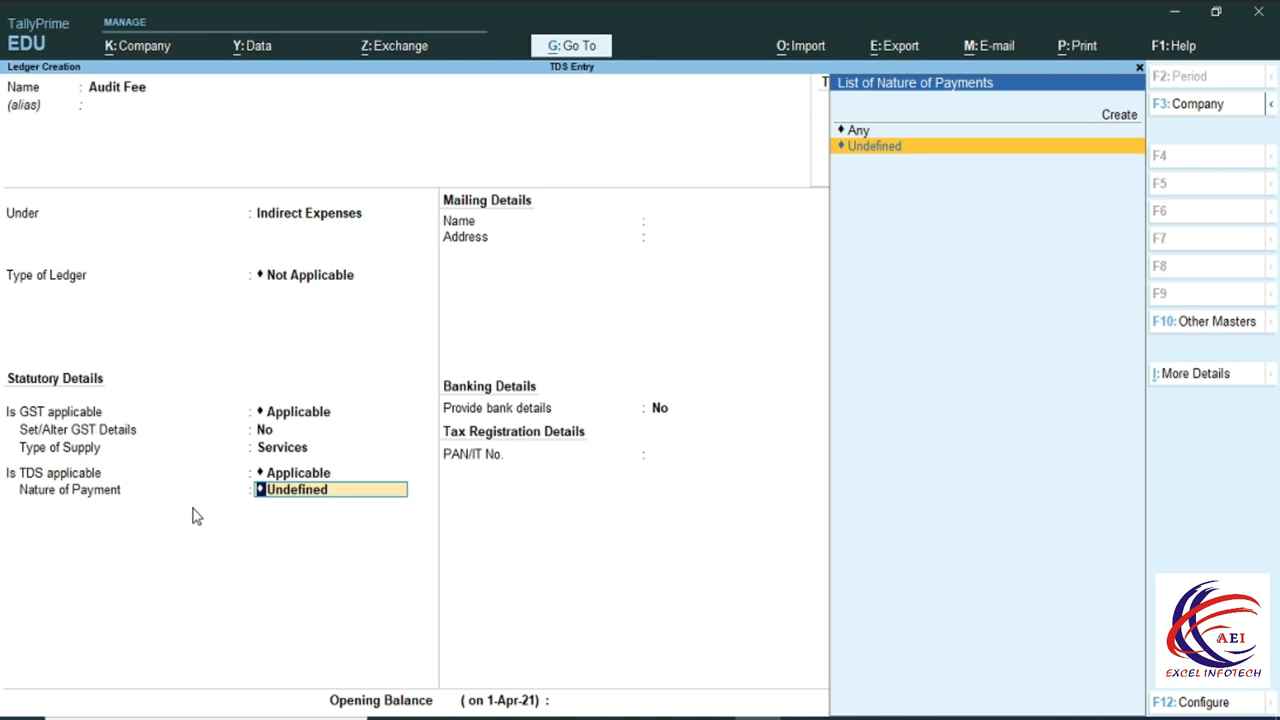 TallyPrime
EDU
MANAGE
K: Company
Y: Data
Z: Exchange
G: Go To
O: Import
E: Export
M: E-mail
P: Print
F1: Help
Ledger Creation
TDS Entry
Name : Audit Fee
(alias) :
T
List of Nature of Payments
Create
♦ Any
♦ Undefined
Under : Indirect Expenses
Type of Ledger : ♦ Not Applicable
Statutory Details
Is GST applicable : ♦ Applicable
Set/Alter GST Details : No
Type of Supply : Services
Is TDS applicable : ♦ Applicable
Nature of Payment : ♦ Undefined
Mailing Details
Name :
Address :
Banking Details
Provide bank details : No
Tax Registration Details
PAN/IT No. :
Opening Balance ( on 1-Apr-21) :
F2: Period
F3: Company
F4
F5
F6
F7
F8
F9
F10: Other Masters
I: More Details
AEI
EXCEL INFOTECH
F12: Configure